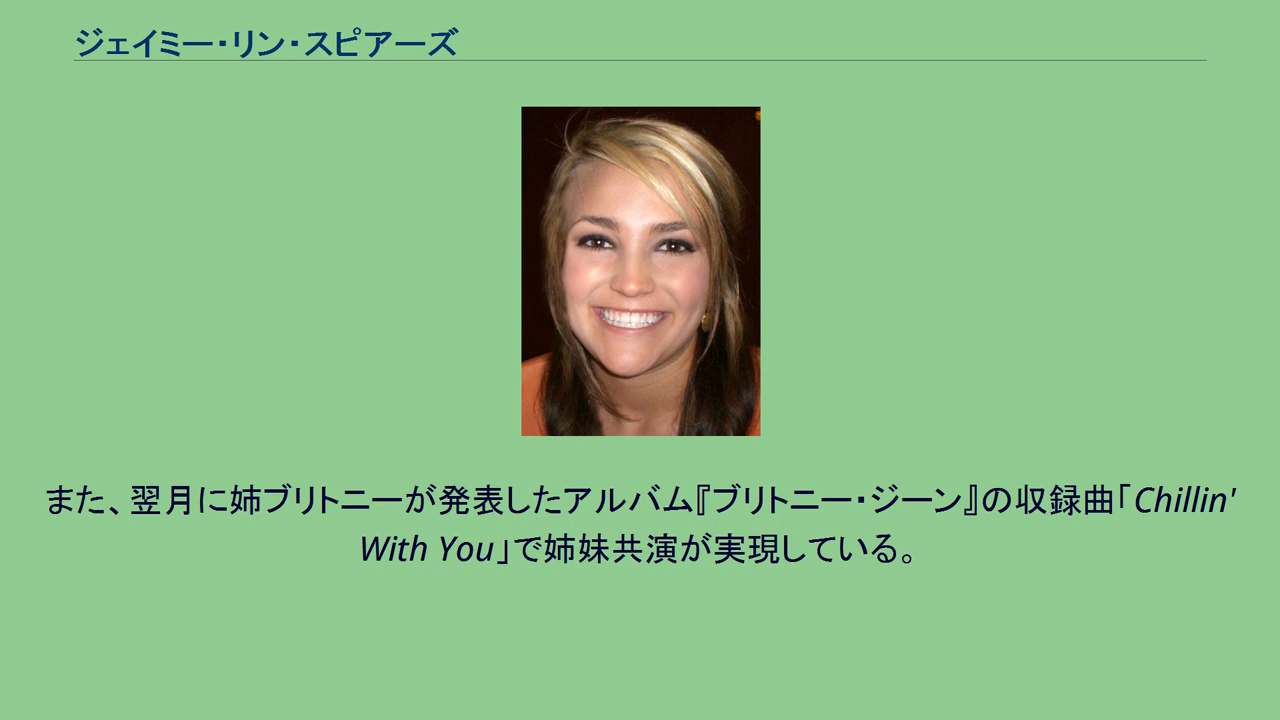 ジェイミー・リン・スピアーズ
また、翌月に姉ブリトニーが発表したアルバム『ブリトニー・ジーン』の収録曲「Chillin'
With You」で姉妹共演が実現している。